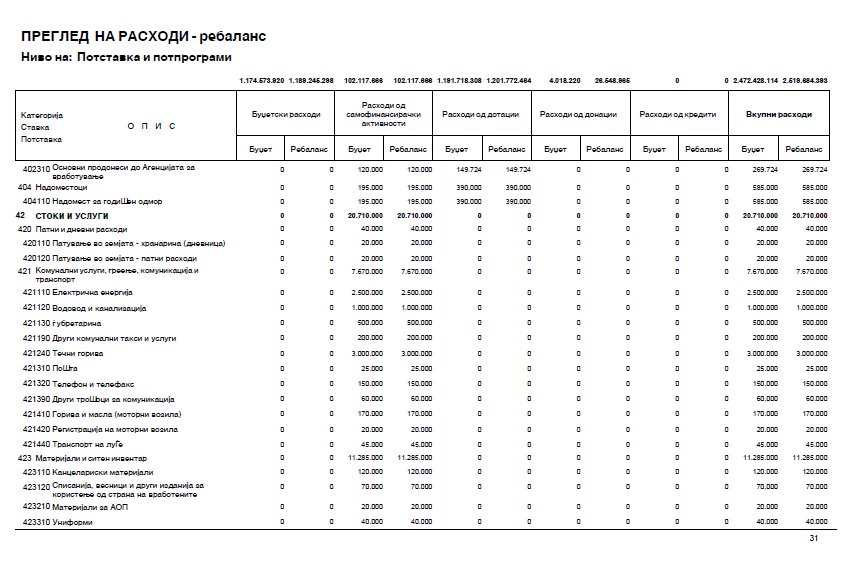 ПРЕГЛЕД НА РАСХОДИ - ребаланс
Ниво на: Потставка и потпрограми
1.174.573.920 1.189.245.298 102.117.666 102.117.666 1.191.718.308 1.201.772.464 4.018.220 26.548.965 0 0 2.472.428.114 2.519.684.393
Категорија
Ставка О П И С
Потставка
Буџетски расходи
Расходи од самофинансирачки активности
Расходи од дотации
Расходи од донации
Расходи од кредити
Вкупни расходи
Буџет Ребаланс Буџет Ребаланс Буџет Ребаланс Буџет Ребаланс Буџет Ребаланс Буџет Ребаланс
402310 Основни продонеси до Агенцијата за вработување 0 0 120.000 120.000 149.724 149.724 0 0 0 0 269.724 269.724
404 Надоместоци 0 0 195.000 195.000 390.000 390.000 0 0 0 0 585.000 585.000
404110 Надомест за годиШен одмор 0 0 195.000 195.000 390.000 390.000 0 0 0 0 585.000 585.000
42 СТОКИ И УСЛУГИ 0 0 20.710.000 20.710.000 0 0 0 0 0 0 20.710.000 20.710.000
420 Патни и дневни расходи 0 0 40.000 40.000 0 0 0 0 0 0 40.000 40.000
420110 Патување во земјата - хранарина (дневница) 0 0 20.000 20.000 0 0 0 0 0 0 20.000 20.000
420120 Патување во земјата - патни расходи 0 0 20.000 20.000 0 0 0 0 0 0 20.000 20.000
421 Комунални услуги, греење, комуникација и транспорт 0 0 7.670.000 7.670.000 0 0 0 0 0 0 7.670.000 7.670.000
421110 Електрична енергија 0 0 2.500.000 2.500.000 0 0 0 0 0 0 2.500.000 2.500.000
421120 Водовод и канализација 0 0 1.000.000 1.000.000 0 0 0 0 0 0 1.000.000 1.000.000
421130 ѓубретарина 0 0 500.000 500.000 0 0 0 0 0 0 500.000 500.000
421190 Други комунални такси и услуги 0 0 200.000 200.000 0 0 0 0 0 0 200.000 200.000
421240 Течни горива 0 0 3.000.000 3.000.000 0 0 0 0 0 0 3.000.000 3.000.000
421310 ПоШта 0 0 25.000 25.000 0 0 0 0 0 0 25.000 25.000
421320 Телефон и телефакс 0 0 150.000 150.000 0 0 0 0 0 0 150.000 150.000
421390 Други троШоци за комуникација 0 0 60.000 60.000 0 0 0 0 0 0 60.000 60.000
421410 Горива и масла (моторни возила) 0 0 170.000 170.000 0 0 0 0 0 0 170.000 170.000
421420 Регистрација на моторни возила 0 0 20.000 20.000 0 0 0 0 0 0 20.000 20.000
421440 Транспорт на луЃе 0 0 45.000 45.000 0 0 0 0 0 0 45.000 45.000
423 Материјали и ситен инвентар 0 0 11.285.000 11.285.000 0 0 0 0 0 0 11.285.000 11.285.000
423110 Канцелариски материјали 0 0 120.000 120.000 0 0 0 0 0 0 120.000 120.000
423120 Списанија, весници и други изданија за користење од страна на вработените 0 0 70.000 70.000 0 0 0 0 0 0 70.000 70.000
423210 Материјали за АОП 0 0 20.000 20.000 0 0 0 0 0 0 20.000 20.000
423310 Униформи 0 0 40.000 40.000 0 0 0 0 0 0 40.000 40.000
31